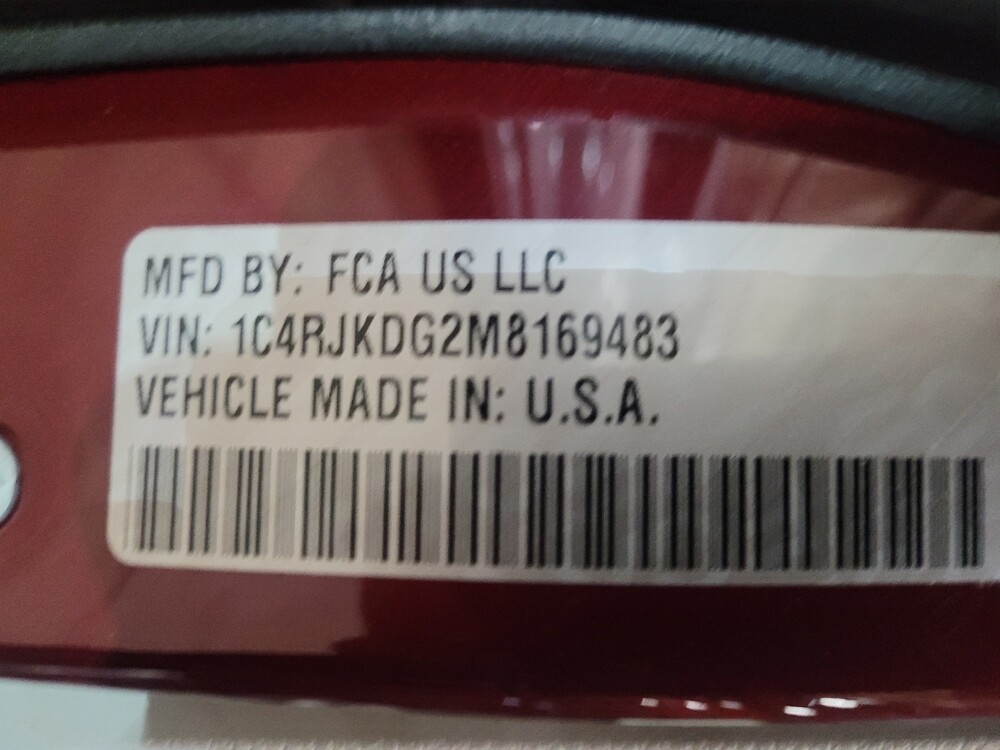 MFD BY: FCA US LLC
VIN: 1C4RJKDG2M8169483
VEHICLE MADE IN: U.S.A.